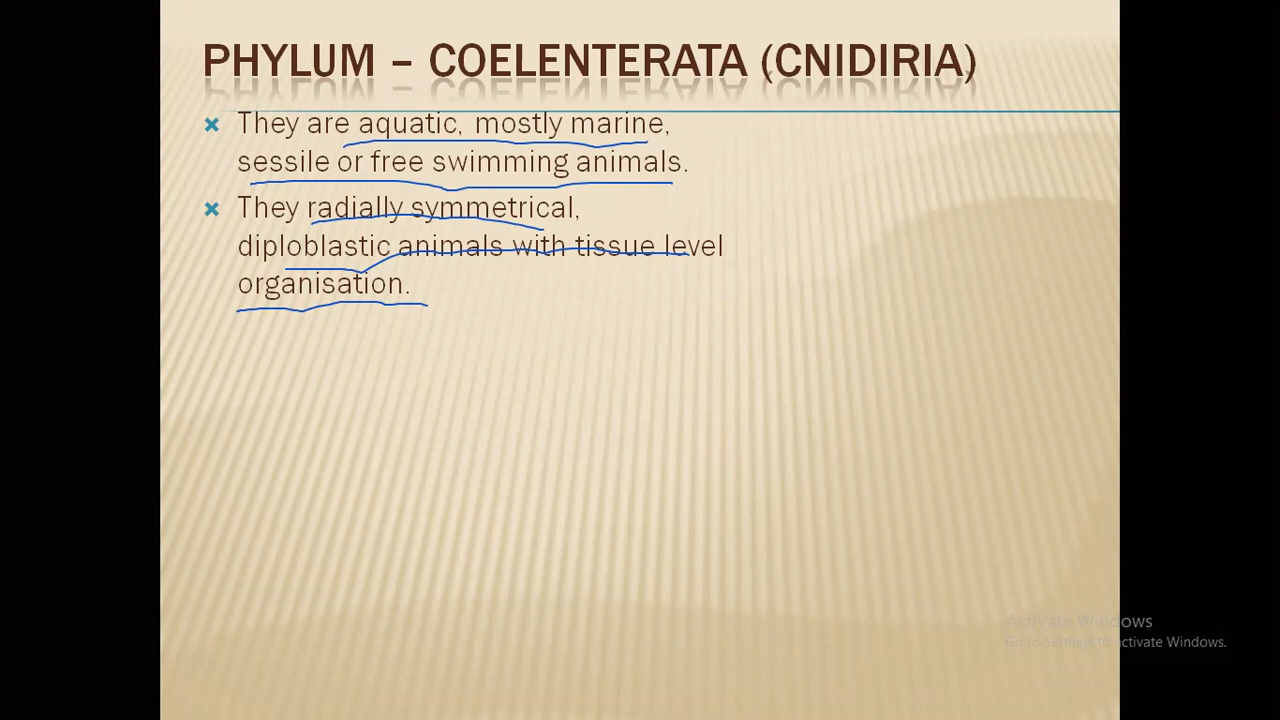 PHYLUM – COELENTERATA (CNIDIRIA)
They are aquatic, mostly marine,
sessile or free swimming animals.
They radially symmetrical,
diploblastic animals with tissue level
organisation.
Activate Windows
Go to Settings to activate Windows.